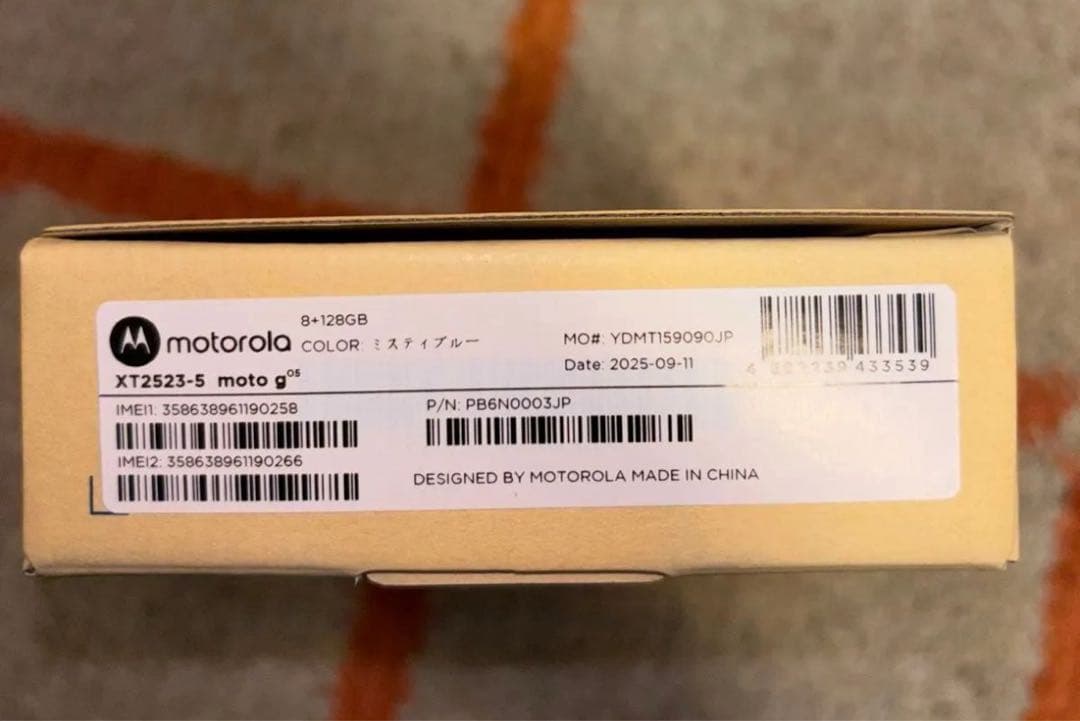 motorola
8+128GB
COLOR: ミスティブルー
XT2523-5 moto g05
MO#: YDMT159090JP
Date: 2025-09-11
433539
IMEI1: 358638961190258
IMEI2: 358638961190266
P/N: PB6N0003JP
DESIGNED BY MOTOROLA MADE IN CHINA